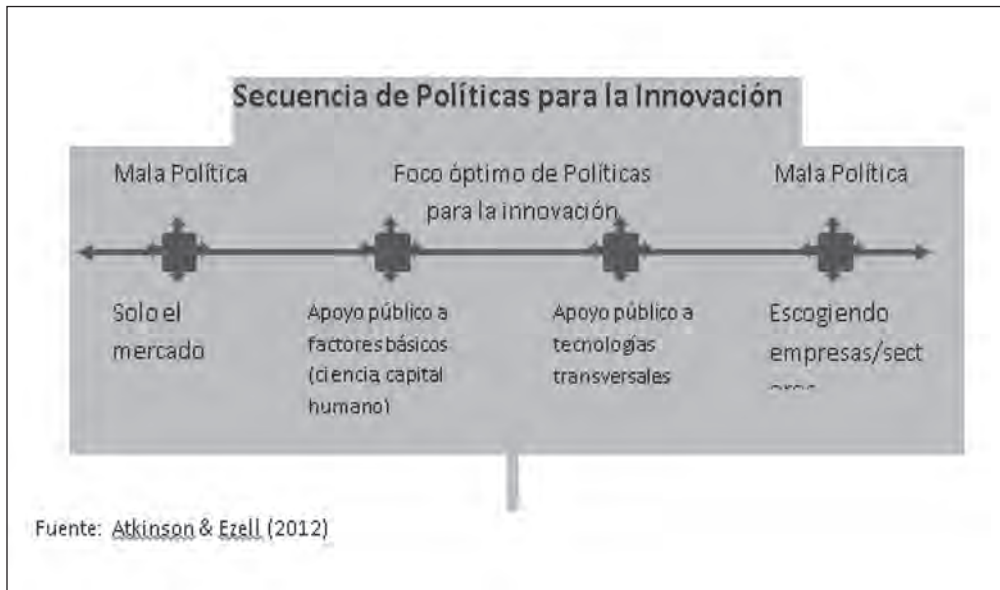 Secuencia de Políticas para la Innovación
Mala Política
Foco óptimo de Políticas
para la innovación
Mala Política
Solo el
mercado
Apoyo público a
factores básicos
(ciencia, capital
humano)
Apoyo público a
tecnologías
transversales
Escogiendo
empresas/sect
Fuente: Atkinson & Ezell (2012)